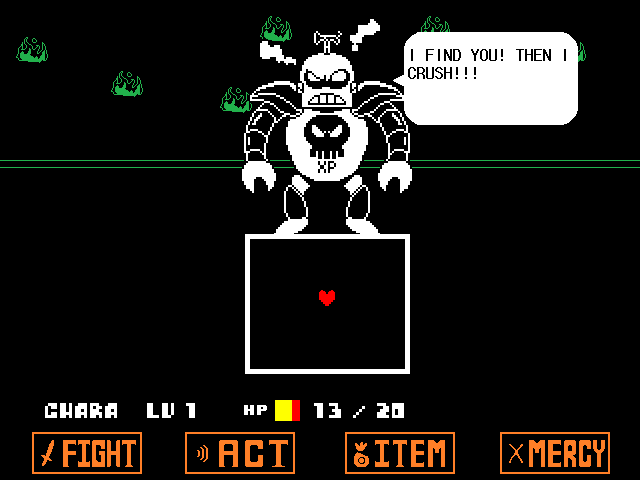 I FIND YOU! THEN I
CRUSH!!!
XP
CHARA LV 1 HP 13 / 20
FIGHT ACT ITEM MERCY